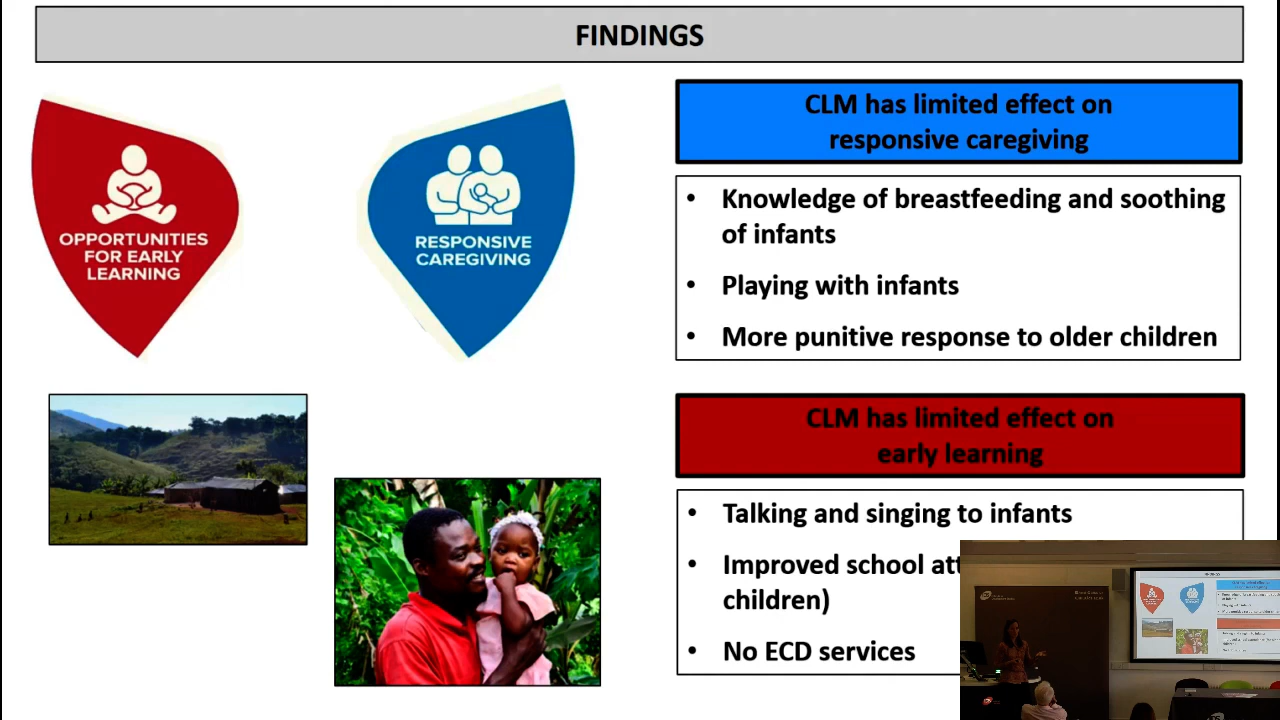 FINDINGS
OPPORTUNITIES
FOR EARLY
LEARNING
RESPONSIVE
CAREGIVING
CLM has limited effect on
responsive caregiving
• Knowledge of breastfeeding and soothing
of infants
• Playing with infants
• More punitive response to older children
CLM has limited effect on
early learning
• Talking and singing to infants
• Improved school
children)
• No ECD services
FINDINGS